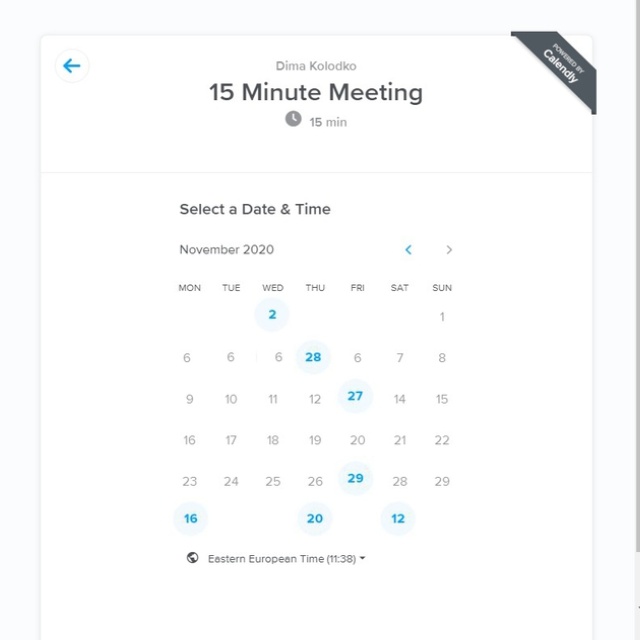 Dima Kolodko
POWERED BY
Calendly
15 Minute Meeting
15 min
Select a Date & Time
November 2020
MON TUE WED THU FRI SAT SUN
2 1
6 6 6 28 6 7 8
9 10 11 12 27 14 15
16 17 18 19 20 21 22
23 24 25 26 29 28 29
16 20 12
Eastern European Time (11:38)